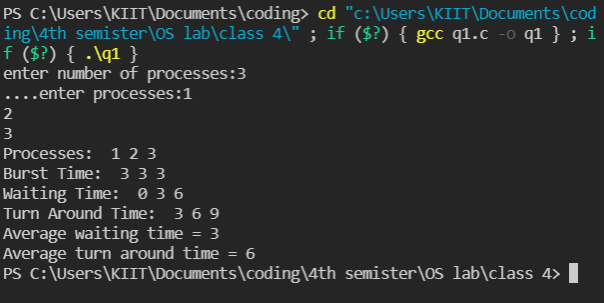 PS C:\Users\KIIT\Documents\coding> cd "c:\Users\KIIT\Documents\cod
ing\4th semister\OS lab\class 4\" ; if ($?) { gcc q1.c -o q1 } ; i
f ($?) { .\q1 }
enter number of processes:3
....enter processes:1
2
3
Processes:  1 2 3
Burst Time:  3 3 3
Waiting Time:  0 3 6
Turn Around Time:  3 6 9
Average waiting time = 3
Average turn around time = 6
PS C:\Users\KIIT\Documents\coding\4th semister\OS lab\class 4>